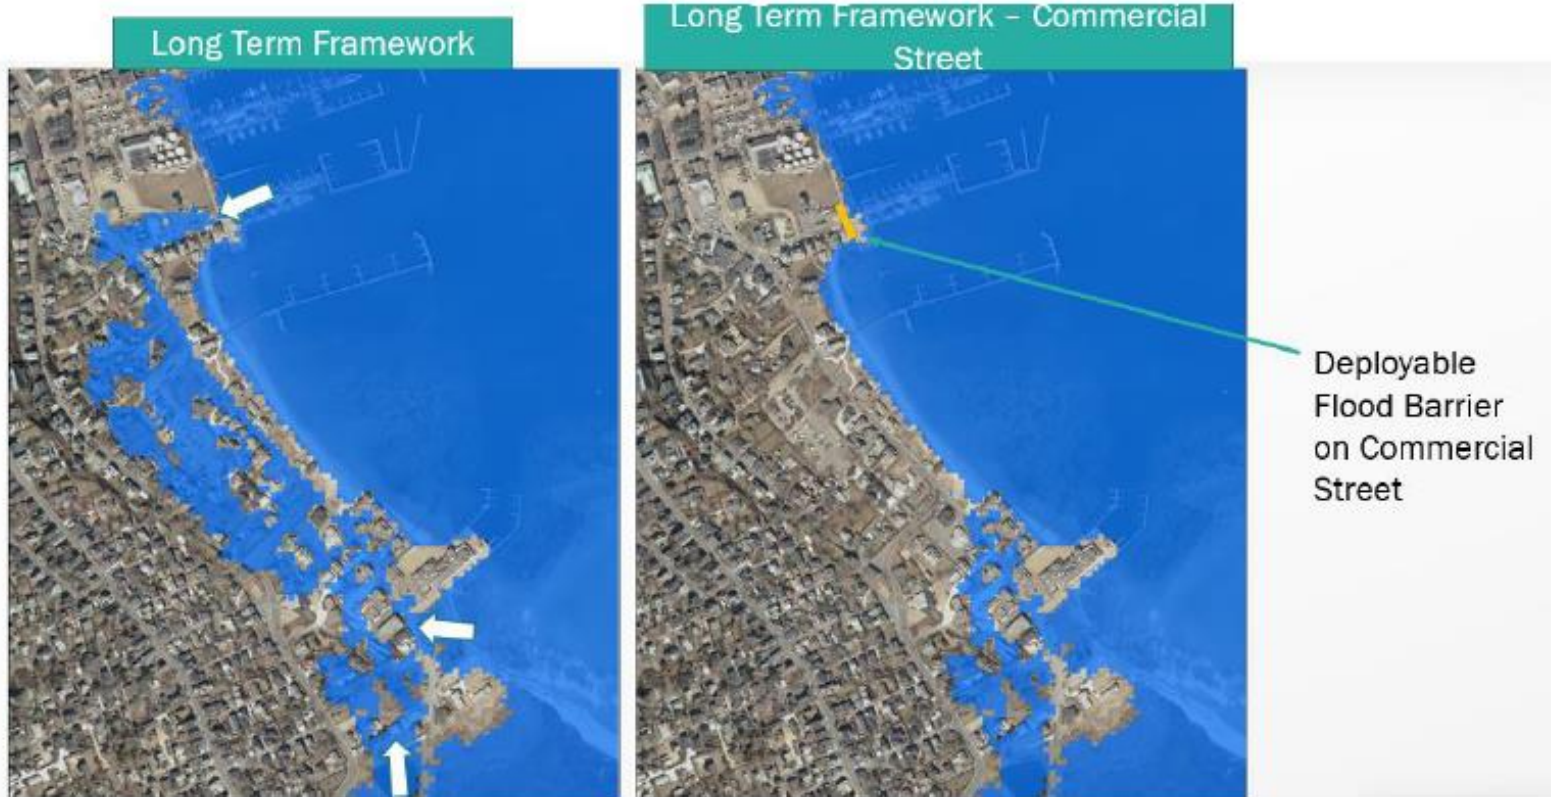 Long Term Framework
Long Term Framework – Commercial
Street
Deployable
Flood Barrier
on Commercial
Street